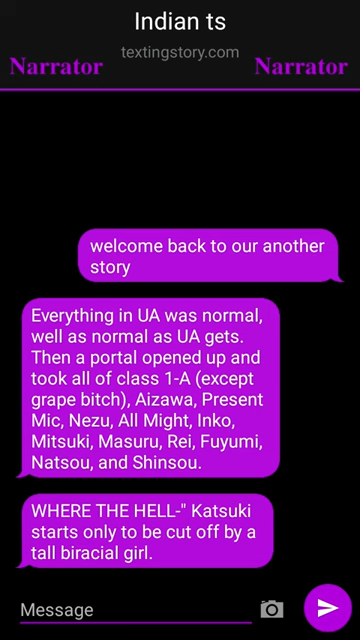 Indian ts
textingstory.com
Narrator
Narrator
welcome back to our another
story
Everything in UA was normal,
well as normal as UA gets.
Then a portal opened up and
took all of class 1-A (except
grape bitch), Aizawa, Present
Mic, Nezu, All Might, Inko,
Mitsuki, Masuru, Rei, Fuyumi,
Natsou, and Shinsou.
WHERE THE HELL-" Katsuki
starts only to be cut off by a
tall biracial girl.
Message